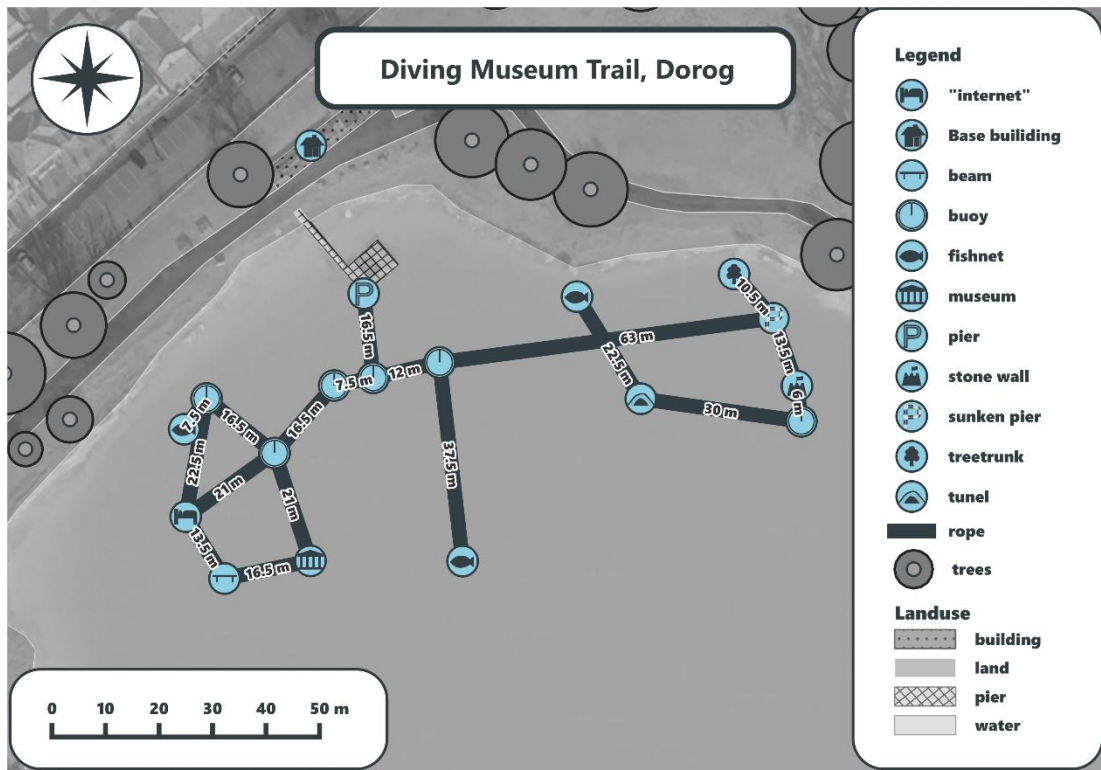 Diving Museum Trail, Dorog
Legend
"internet"
Base builiding
beam
buoy
fishnet
museum
P
pier
stone wall
sunken pier
treetrunk
tunel
rope
trees
Landuse
building
land
pier
water
P
10.5 m
16.5 m
63 m
13.5 m
22.5 m
12 m
7.5 m
6 m
30 m
7.5 m
16.5 m
16.5 m
22.5 m
21 m
37.5 m
21 m
13.5 m
16.5 m
0 10 20 30 40 50 m